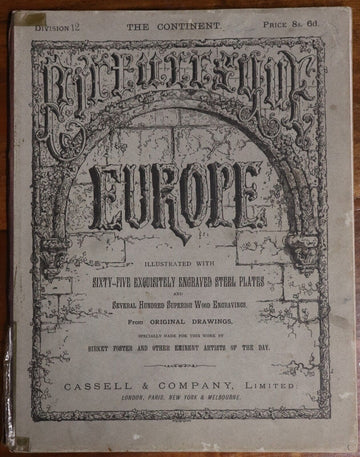 DIVISION 12 THE CONTINENT. PRICE 8s. 6d.
PICTURESQUE
EUROPE
ILLUSTRATED WITH
SIXTY-FIVE EXQUISITELY ENGRAVED STEEL PLATES
AND
SEVERAL HUNDRED SUPERIOR WOOD ENGRAVINGS,
From ORIGINAL DRAWINGS,
SPECIALLY MADE FOR THIS WORK BY
BIRKET FOSTER AND OTHER EMINENT ARTISTS OF THE DAY.
CASSELL & COMPANY, LIMITED:
LONDON, PARIS, NEW YORK & MELBOURNE.